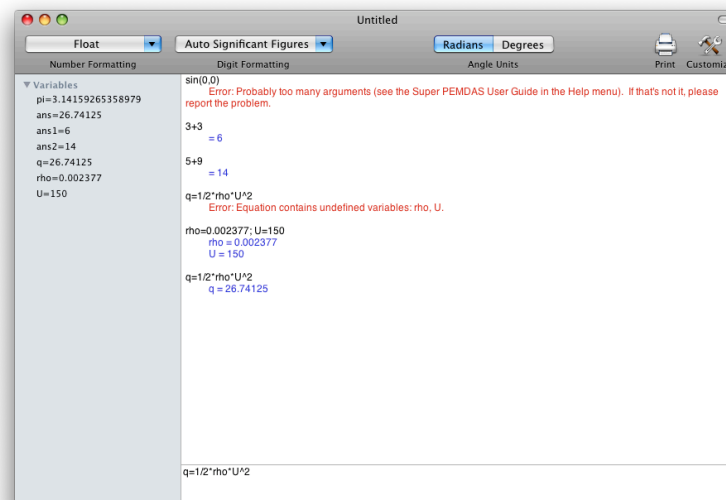 Untitled
Float
Auto Significant Figures
Radians Degrees
Number Formatting
Digit Formatting
Angle Units
Print Customiz
Variables
pi=3.14159265358979
ans=26.74125
ans1=6
ans2=14
q=26.74125
rho=0.002377
U=150
sin(0,0)
Error: Probably too many arguments (see the Super PEMDAS User Guide in the Help menu). If that's not it, please
report the problem.
3+3
= 6
5+9
= 14
q=1/2*rho*U^2
Error: Equation contains undefined variables: rho, U.
rho=0.002377; U=150
rho = 0.002377
U = 150
q=1/2*rho*U^2
q = 26.74125
q=1/2*rho*U^2